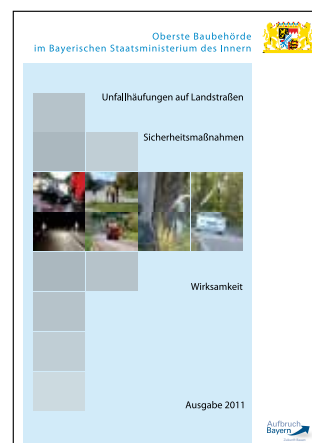 Oberste Baubehörde
im Bayerischen Staatsministerium des Innern
Unfallhäufungen auf Landstraßen
Sicherheitsmaßnahmen
Wirksamkeit
Ausgabe 2011
Aufbruch
Bayern